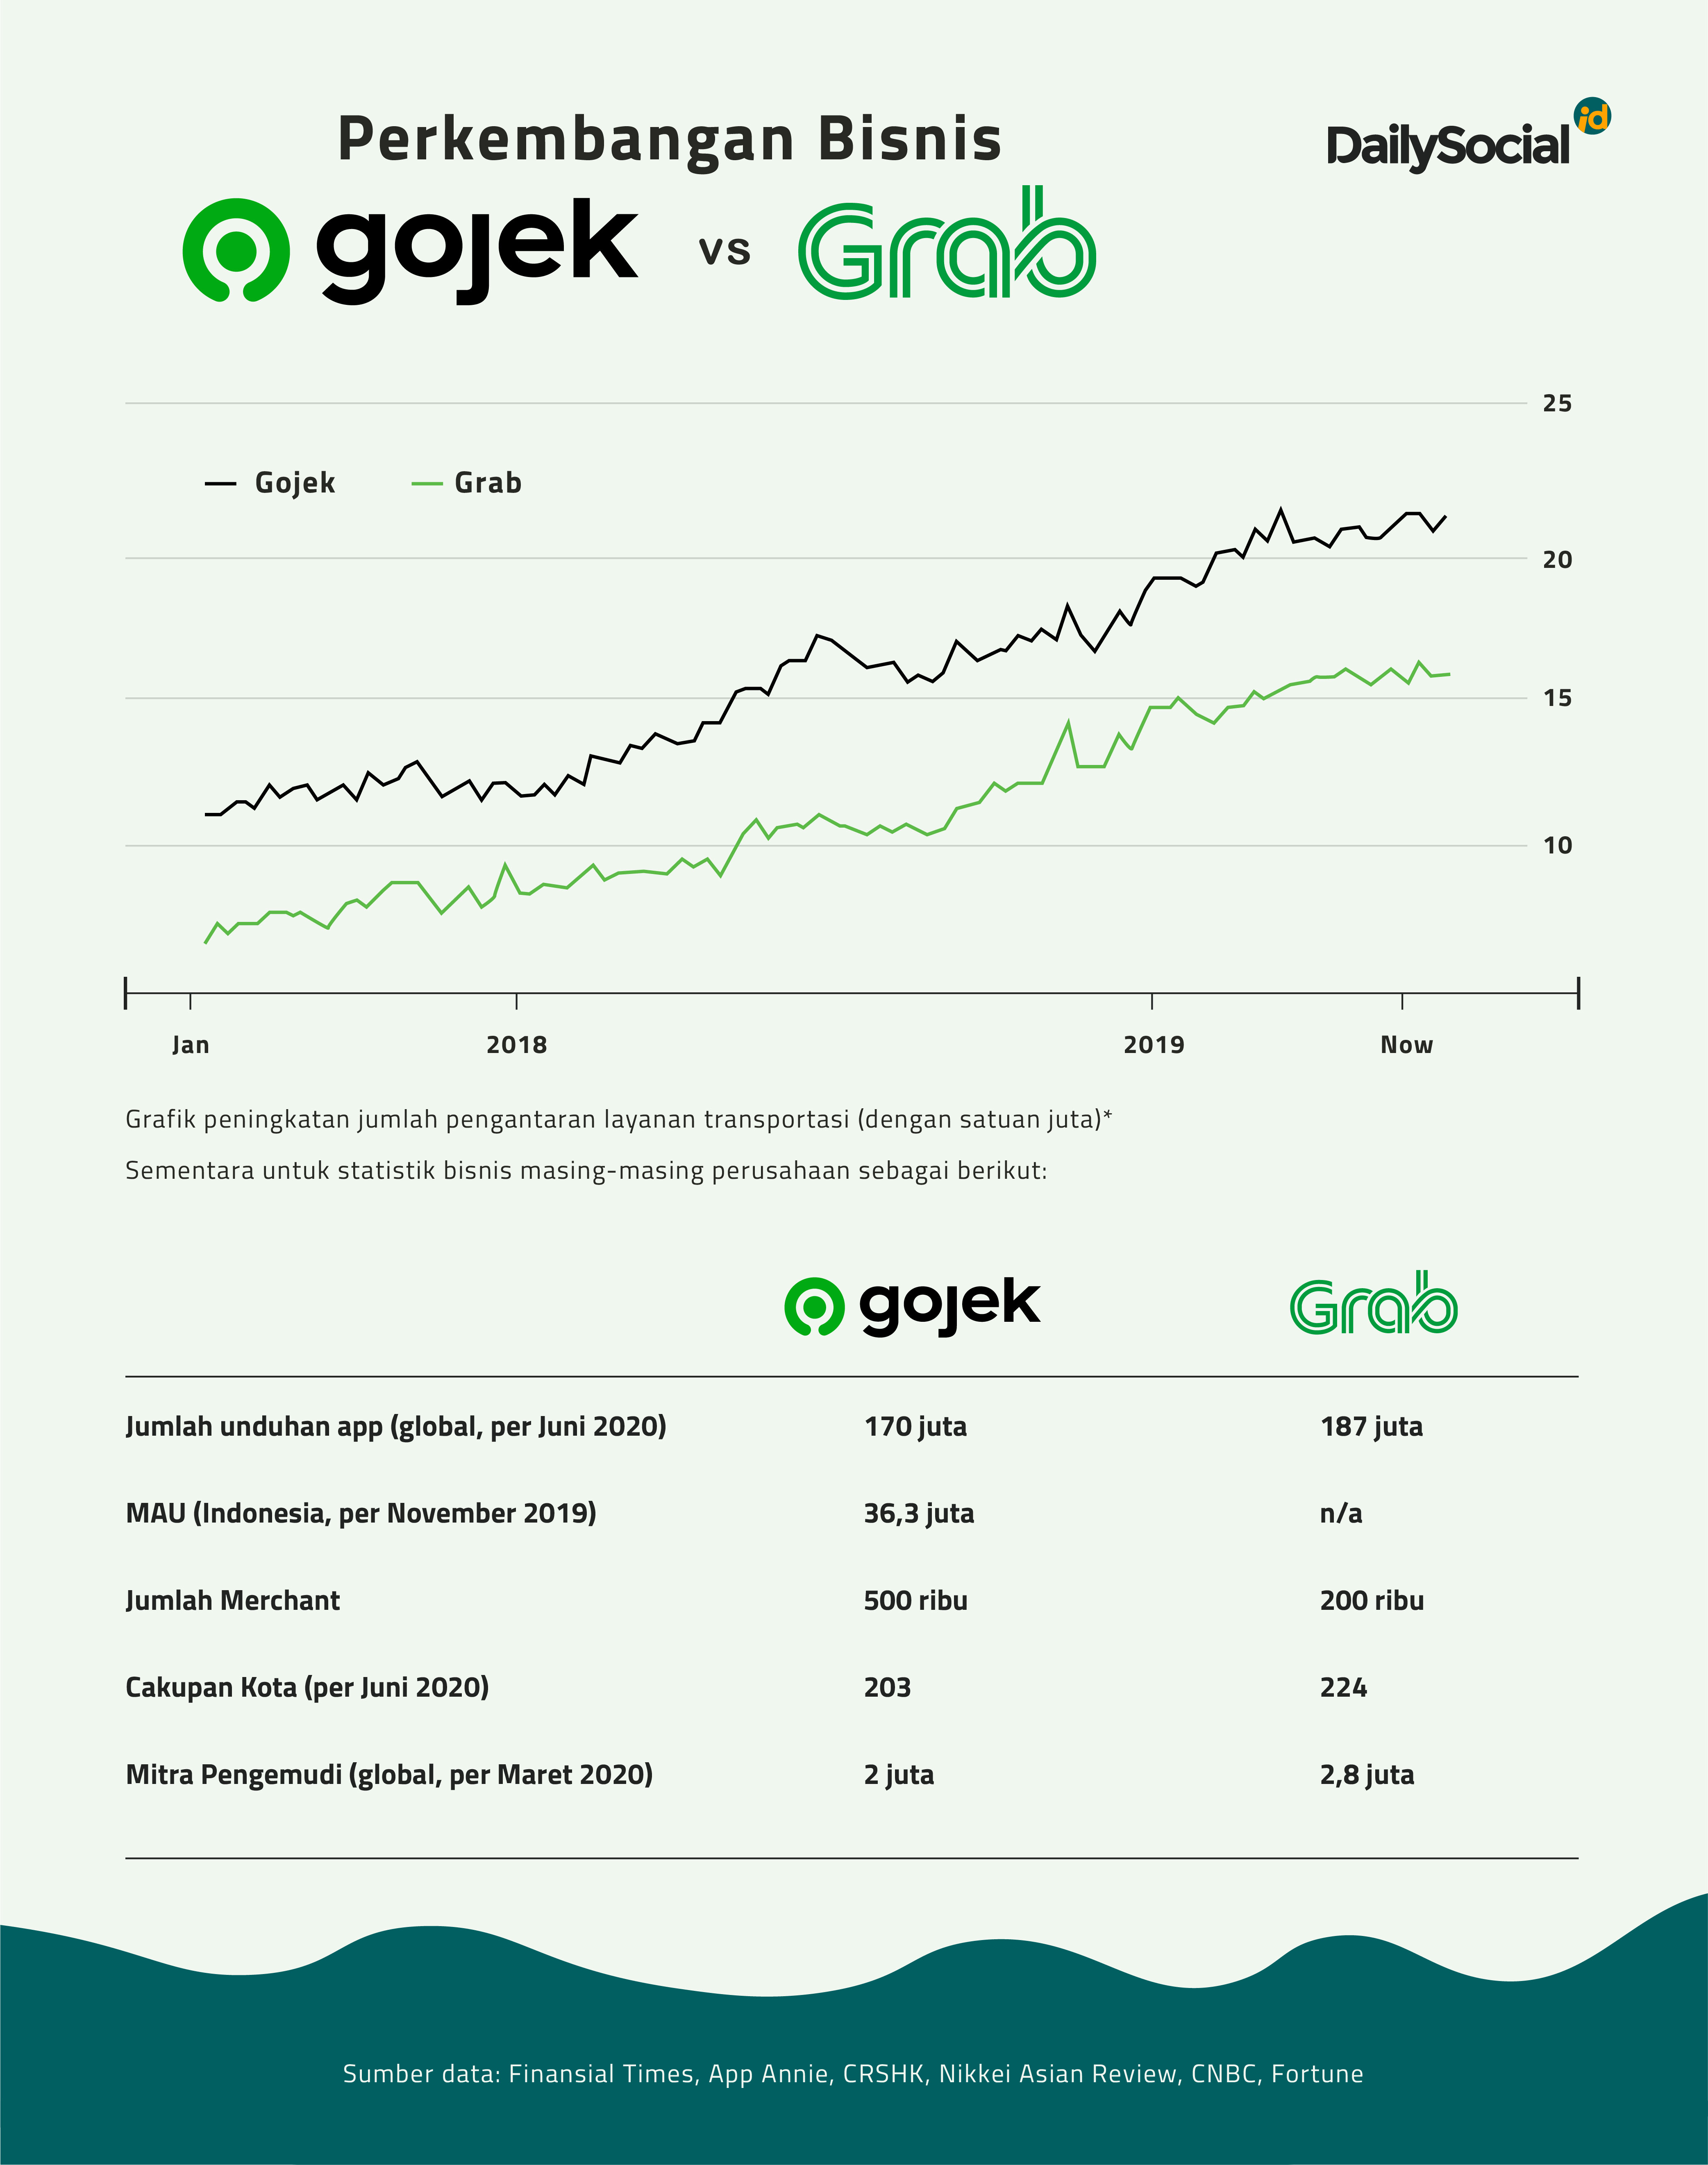 Perkembangan Bisnis
DailySocial id
gojek vs Grab
25
Gojek Grab
20
15
10
Jan 2018 2019 Now
Grafik peningkatan jumlah pengantaran layanan transportasi (dengan satuan juta)*
Sementara untuk statistik bisnis masing-masing perusahaan sebagai berikut:
gojek Grab
Jumlah unduhan app (global, per Juni 2020) 170 juta 187 juta
MAU (Indonesia, per November 2019) 36,3 juta n/a
Jumlah Merchant 500 ribu 200 ribu
Cakupan Kota (per Juni 2020) 203 224
Mitra Pengemudi (global, per Maret 2020) 2 juta 2,8 juta
Sumber data: Finansial Times, App Annie, CRSHK, Nikkei Asian Review, CNBC, Fortune